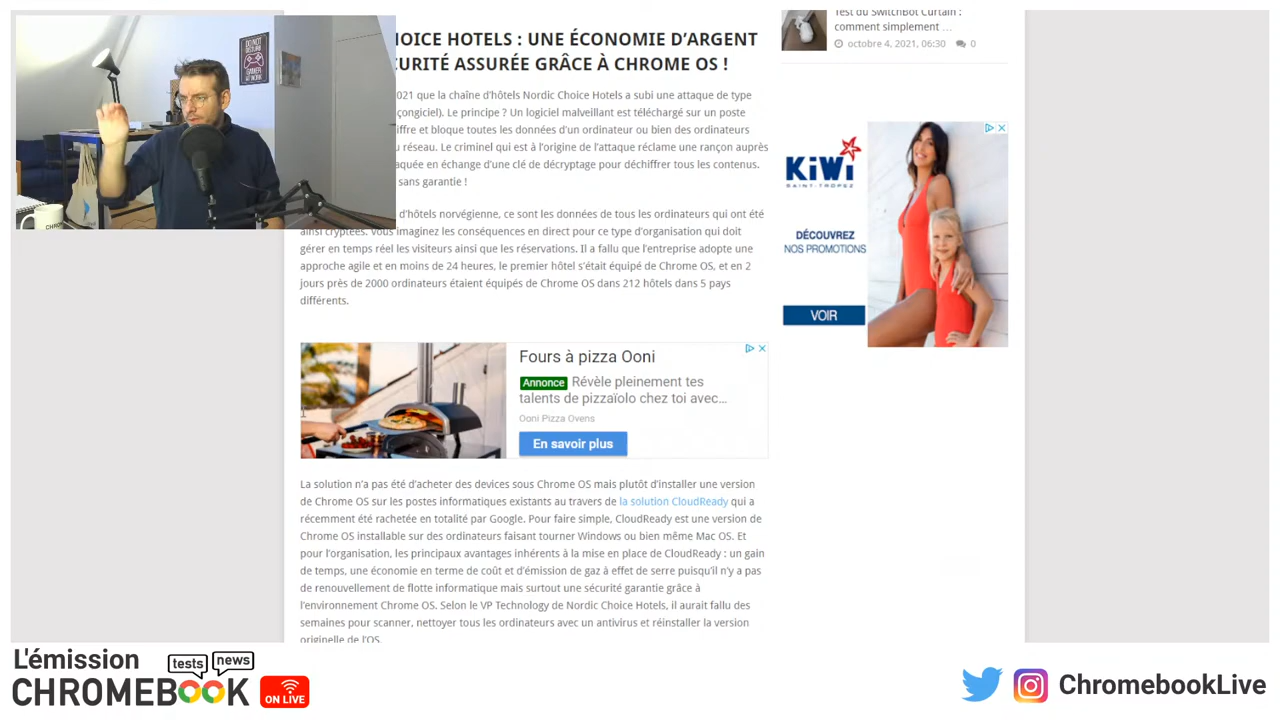 HOICE HOTELS : UNE ÉCONOMIE D’ARGENT
CURITÉ ASSURÉE GRÂCE À CHROME OS !
021 que la chaîne d’hôtels Nordic Choice Hotels a subi une attaque de type
çongiciel). Le principe ? Un logiciel malveillant est téléchargé sur un poste
iffre et bloque toutes les données d’un ordinateur ou bien des ordinateurs
u réseau. Le criminel qui est à l’origine de l’attaque réclame une rançon auprès
aquée en échange d’une clé de décryptage pour déchiffrer tous les contenus.
sans garantie !
d’hôtels norvégienne, ce sont les données de tous les ordinateurs qui ont été
ainsi cryptées. Vous imaginez les conséquences en direct pour ce type d’organisation qui doit
gérer en temps réel les visiteurs ainsi que les réservations. Il a fallu que l’entreprise adopte une
approche agile et en moins de 24 heures, le premier hôtel s’était équipé de Chrome OS, et en 2
jours près de 2000 ordinateurs étaient équipés de Chrome OS dans 212 hôtels dans 5 pays
différents.
Fours à pizza Ooni
Annonce Révèle pleinement tes
talents de pizzaïolo chez toi avec…
Ooni Pizza Ovens
En savoir plus
La solution n’a pas été d’acheter des devices sous Chrome OS mais plutôt d’installer une version
de Chrome OS sur les postes informatiques existants au travers de la solution CloudReady qui a
récemment été rachetée en totalité par Google. Pour faire simple, CloudReady est une version de
Chrome OS installable sur des ordinateurs faisant tourner Windows ou bien même Mac OS. Et
pour l’organisation, les principaux avantages inhérents à la mise en place de CloudReady : un gain
de temps, une économie en terme de coût et d’émission de gaz à effet de serre puisqu’il n’y a pas
de renouvellement de flotte informatique mais surtout une sécurité garantie grâce à
l’environnement Chrome OS. Selon le VP Technology de Nordic Choice Hotels, il aurait fallu des
semaines pour scanner, nettoyer tous les ordinateurs avec un antivirus et réinstaller la version
originelle de l’OS.
Test du SwitchBot Curtain :
comment simplement …
octobre 4, 2021, 06:30 0
KiWi
SAINT-TROPEZ
DÉCOUVREZ
NOS PROMOTIONS
VOIR
DO NOT
DISTURB
GAMER
AT WORK
CHROM
L'émission
tests
news
CHROMEBOOK
ON LIVE
ChromebookLive